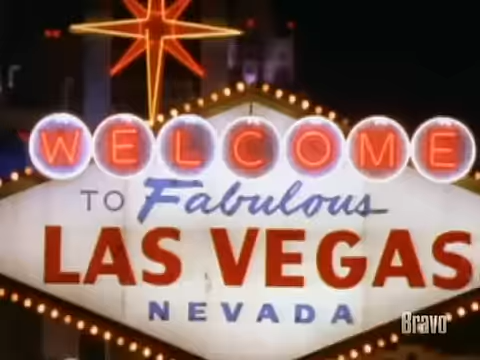 WELCOME
TO Fabulous
LAS VEGAS
NEVADA
Bravo